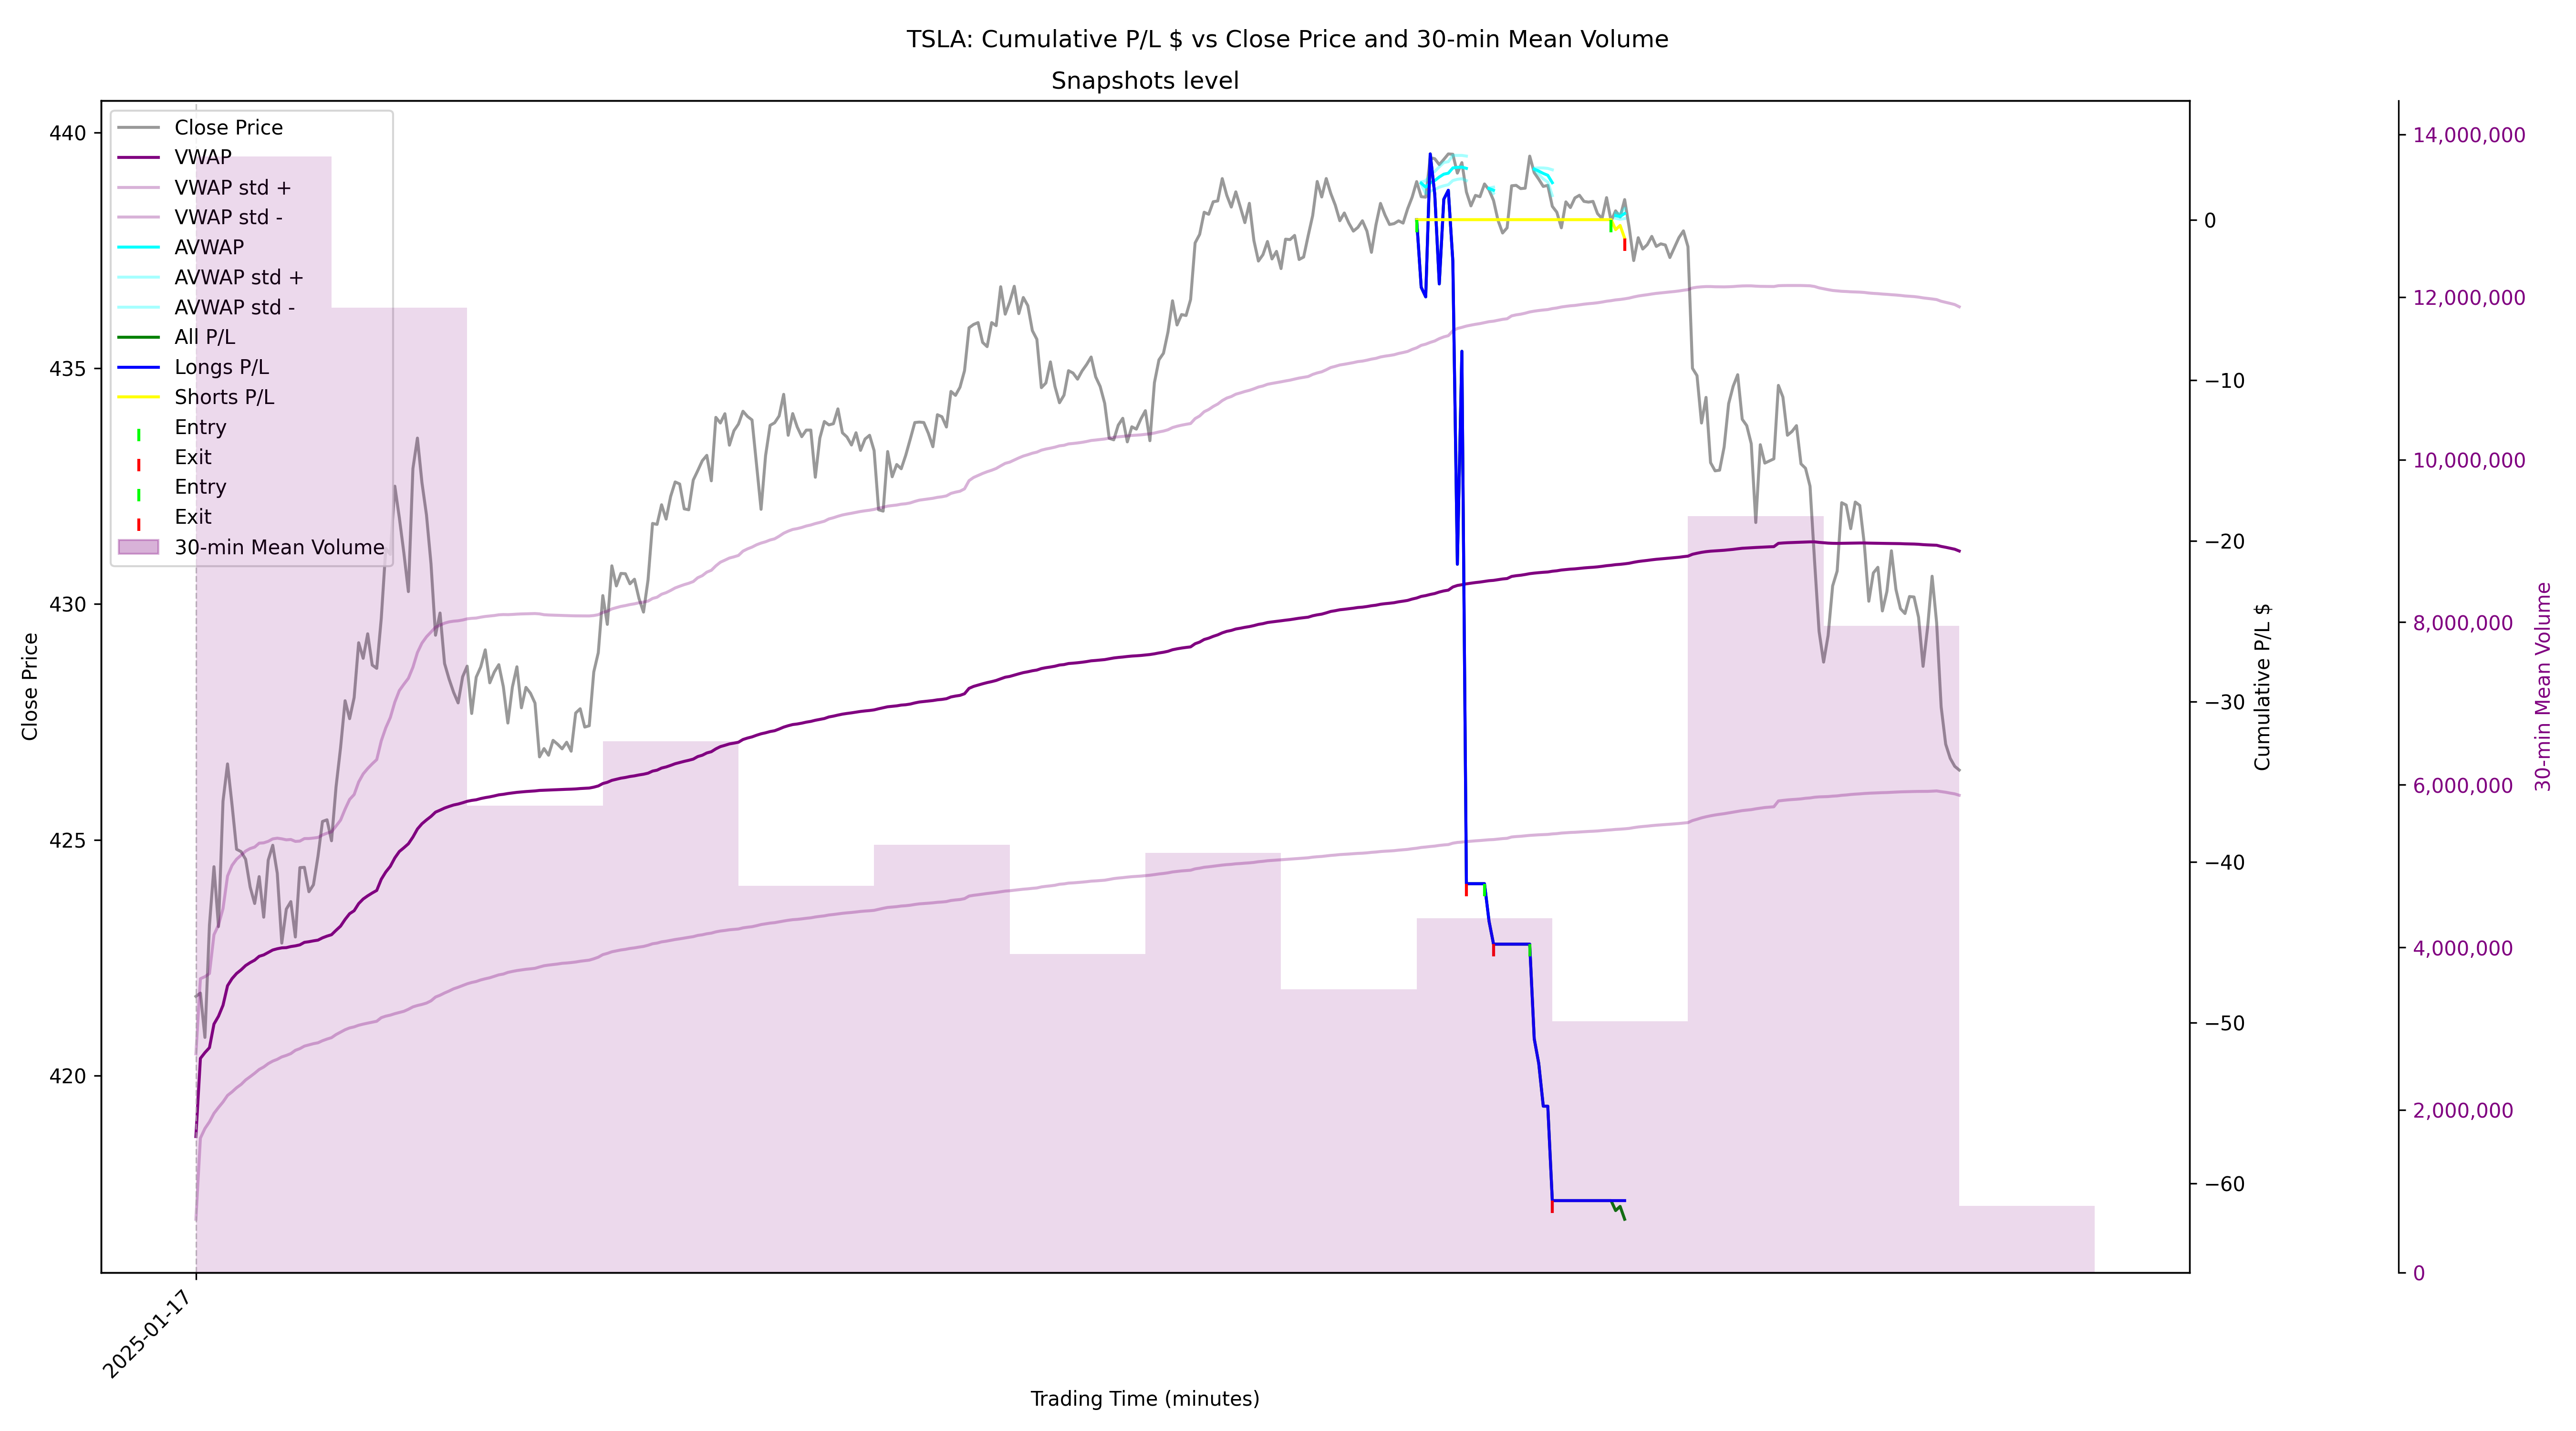 TSLA: Cumulative P/L $ vs Close Price and 30-min Mean Volume
Snapshots level
Close Price
VWAP
VWAP std +
VWAP std -
AVWAP
AVWAP std +
AVWAP std -
All P/L
Longs P/L
Shorts P/L
Entry
Exit
Entry
Exit
30-min Mean Volume
440
435
430
425
420
Close Price
0
−10
−20
−30
−40
−50
−60
Cumulative P/L $
14,000,000
12,000,000
10,000,000
8,000,000
6,000,000
4,000,000
2,000,000
0
30-min Mean Volume
2025-01-17
Trading Time (minutes)